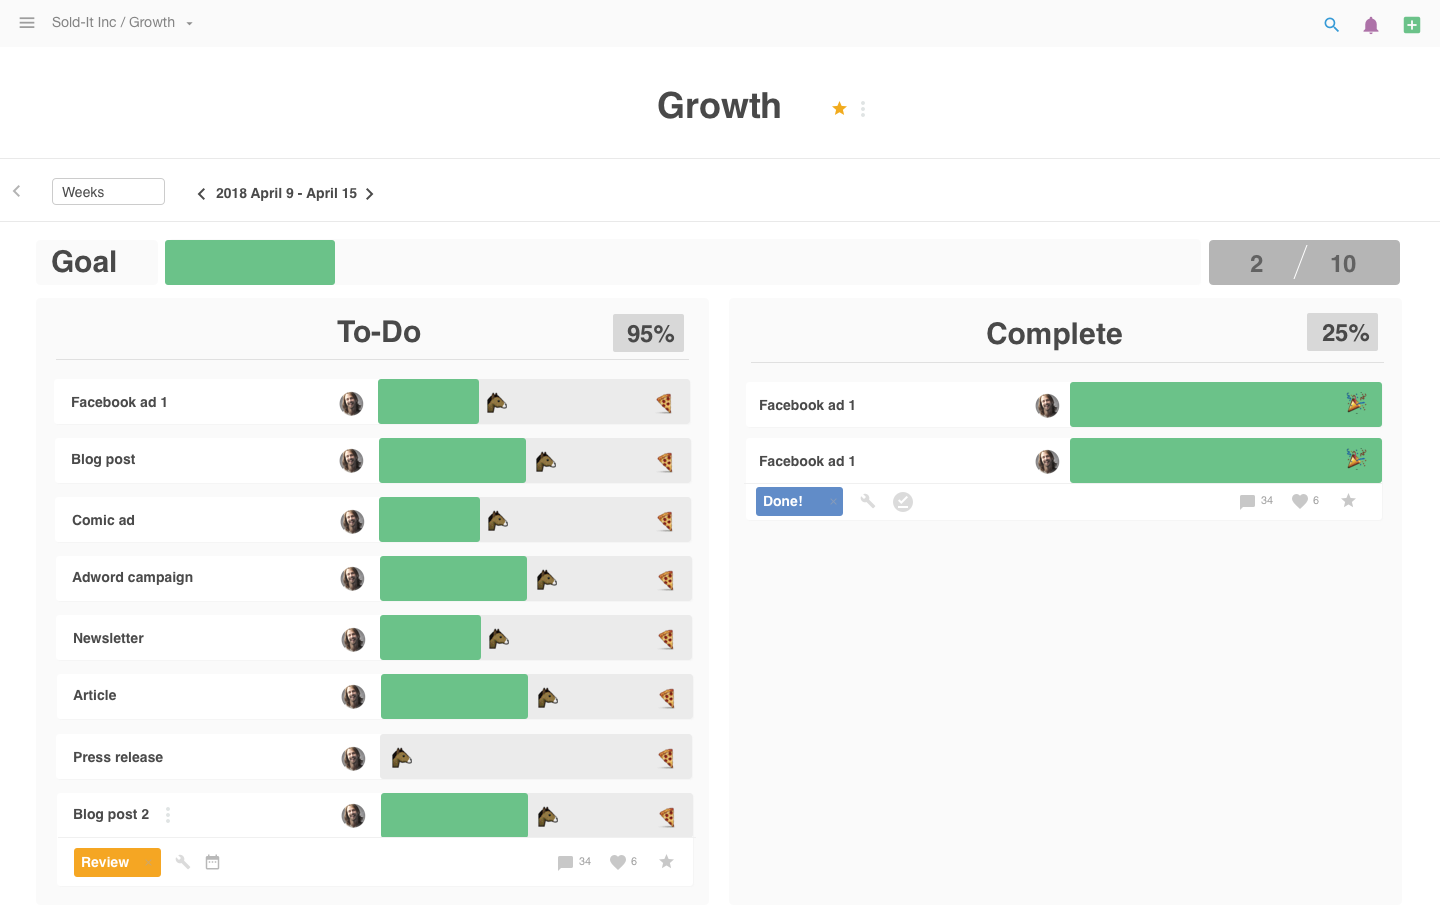 Sold-It Inc / Growth
Growth
Weeks
2018 April 9 - April 15
Goal
2 / 10
To-Do
95%
Facebook ad 1
Blog post
Comic ad
Adword campaign
Newsletter
Article
Press release
Blog post 2
Review
34
6
Complete
25%
Facebook ad 1
Facebook ad 1
Done!
34
6